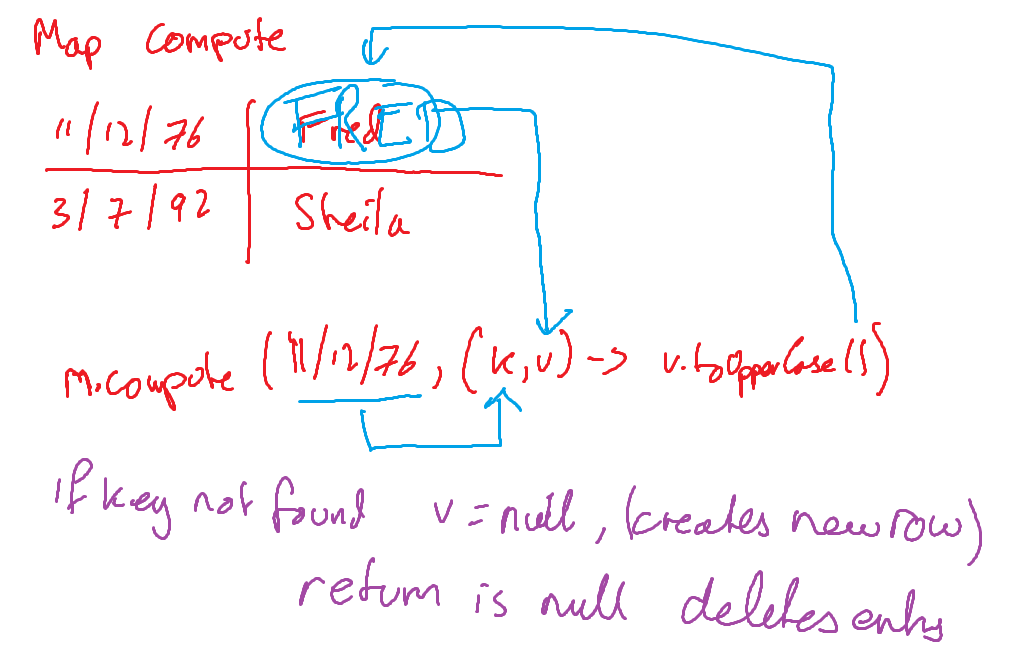 Map Compute
11/12/76 Fred FRED
3/7/92 Sheila
m.compute (11/12/76, (k,v) -> v.toUpperCase())
if key not found v = null, (creates new row)
return is null deletes entry